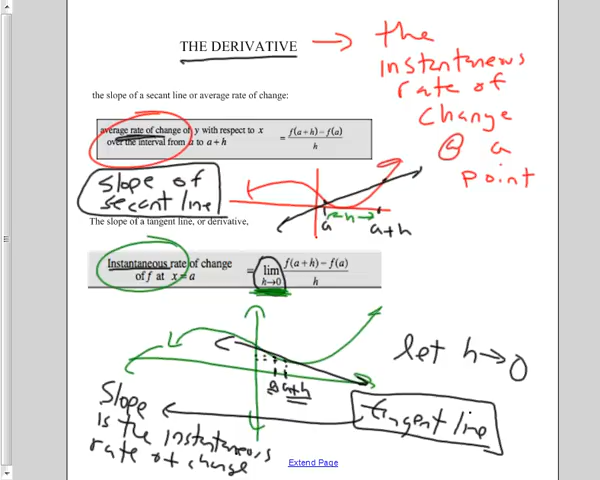 THE DERIVATIVE → the
instantaneous
rate of
change
@ a
point
the slope of a secant line or average rate of change:
average rate of change of y with respect to x
over the interval from a to a + h
= f(a + h) − f(a) / h
Slope of
secant line
a h a+h
The slope of a tangent line, or derivative,
Instantaneous rate of change
of f at x = a
= lim h→0 f(a + h) − f(a) / h
let h→0
a a+h
tangent line
Slope
is the instantaneous
rate of change
Extend Page